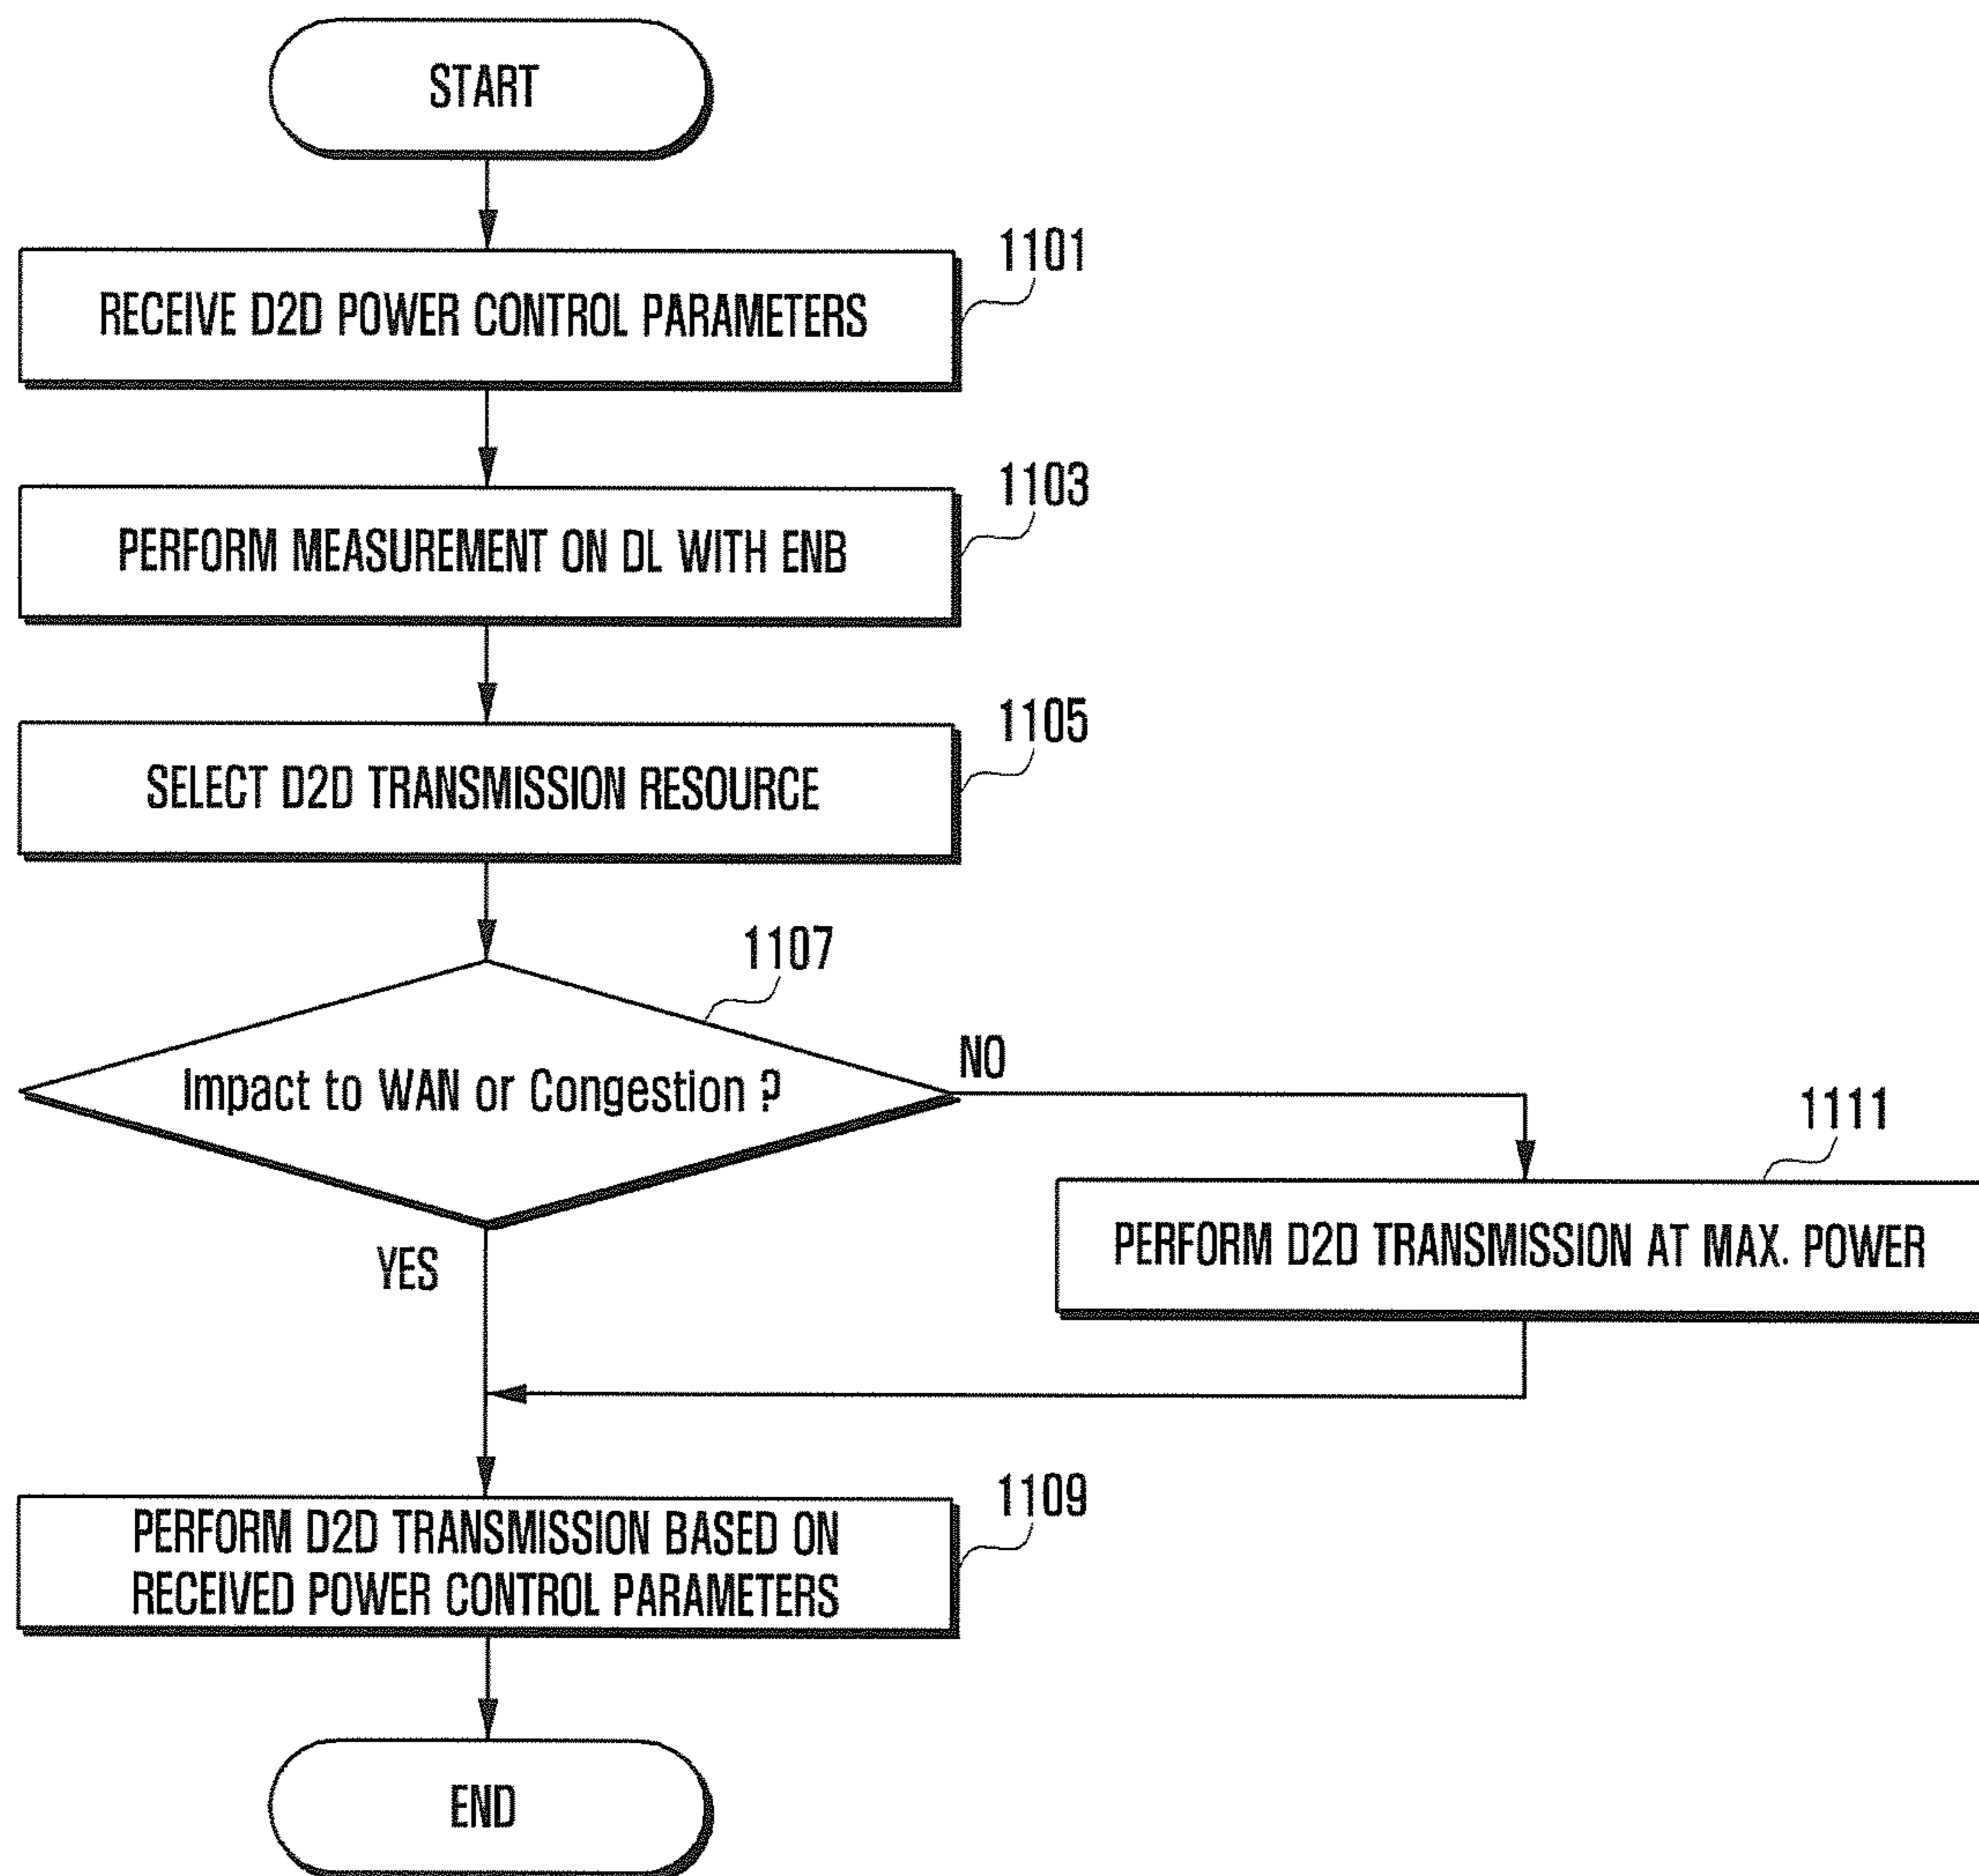 START
1101
RECEIVE D2D POWER CONTROL PARAMETERS
1103
PERFORM MEASUREMENT ON DL WITH ENB
1105
SELECT D2D TRANSMISSION RESOURCE
1107
Impact to WAN or Congestion ?
NO
1111
PERFORM D2D TRANSMISSION AT MAX. POWER
YES
1109
PERFORM D2D TRANSMISSION BASED ON
RECEIVED POWER CONTROL PARAMETERS
END